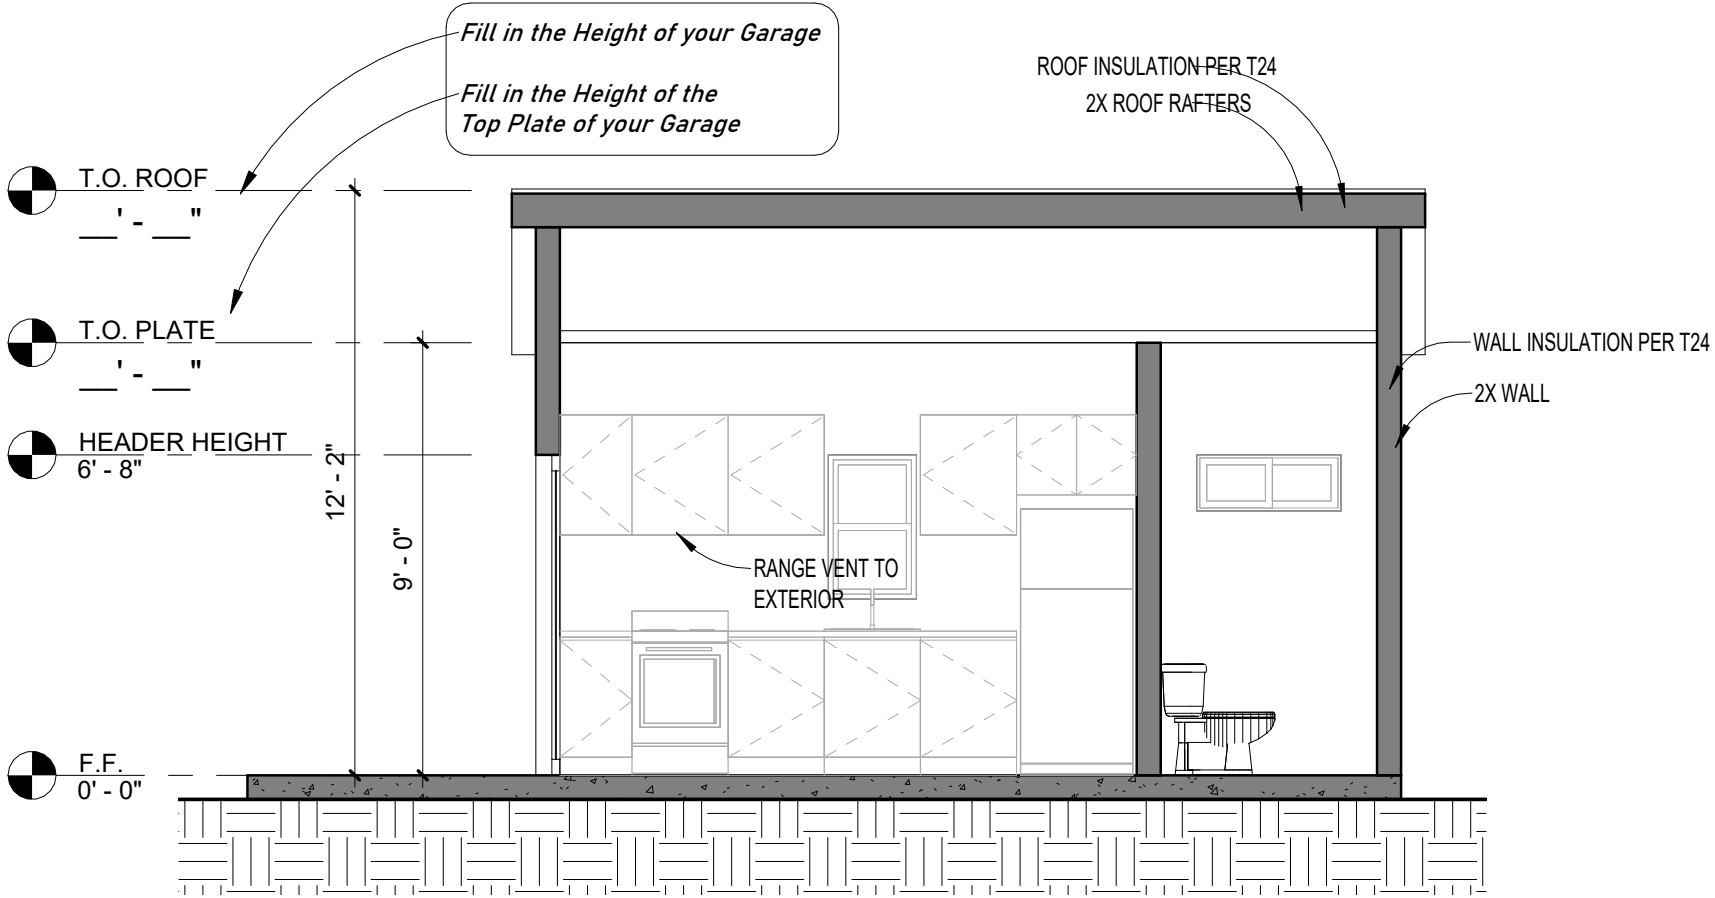 Fill in the Height of your Garage
Fill in the Height of the
Top Plate of your Garage
ROOF INSULATION PER T24
2X ROOF RAFTERS
T.O. ROOF
__' - __"
T.O. PLATE
__' - __"
WALL INSULATION PER T24
2X WALL
HEADER HEIGHT
6' - 8"
12' - 2"
9' - 0"
RANGE VENT TO
EXTERIOR
F.F.
0' - 0"